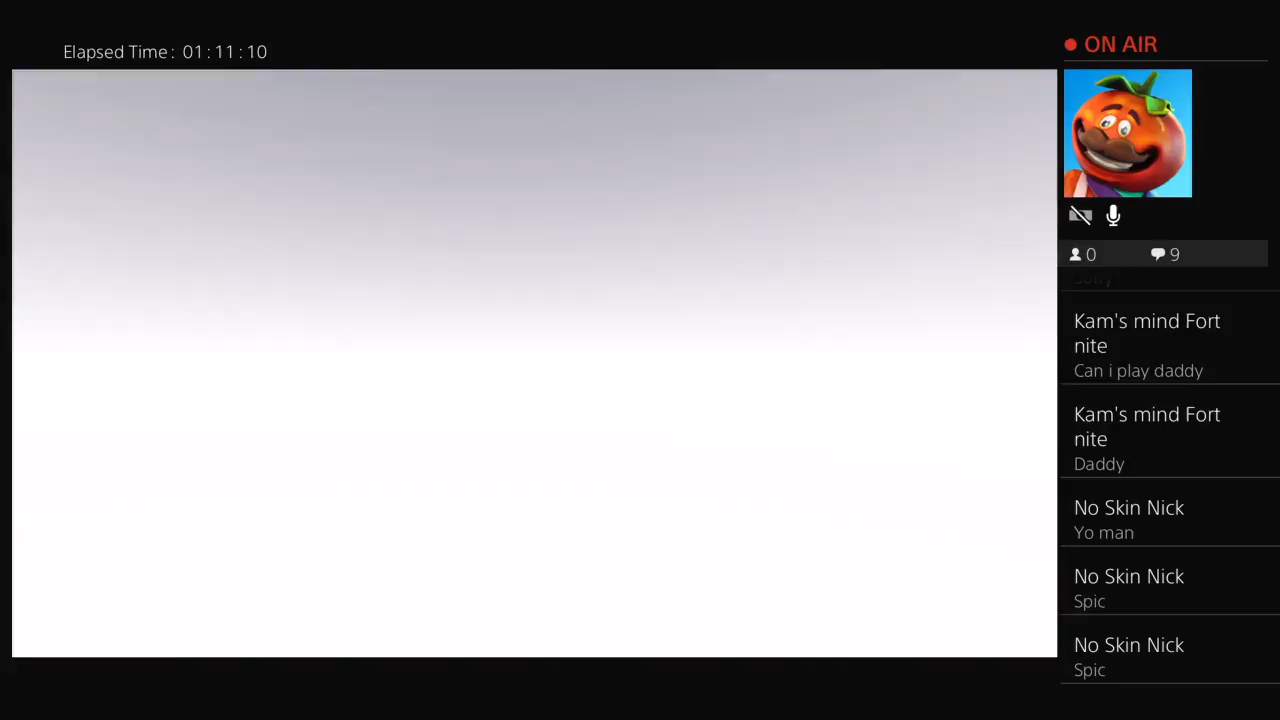 Elapsed Time: 01:11:10
ON AIR
0 9
Kam's mind Fort
nite
Can i play daddy
Kam's mind Fort
nite
Daddy
No Skin Nick
Yo man
No Skin Nick
Spic
No Skin Nick
Spic